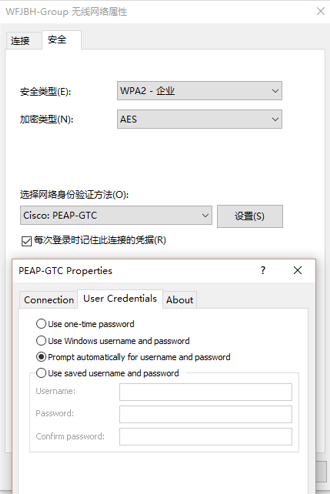 WFJBH-Group 无线网络属性
连接 安全
安全类型(E): WPA2 - 企业
加密类型(N): AES
选择网络身份验证方法(O):
Cisco: PEAP-GTC 设置(S)
每次登录时记住此连接的凭据(R)
PEAP-GTC Properties ?
Connection User Credentials About
Use one-time password
Use Windows username and password
Prompt automatically for username and password
Use saved username and password
Username:
Password:
Confirm password: